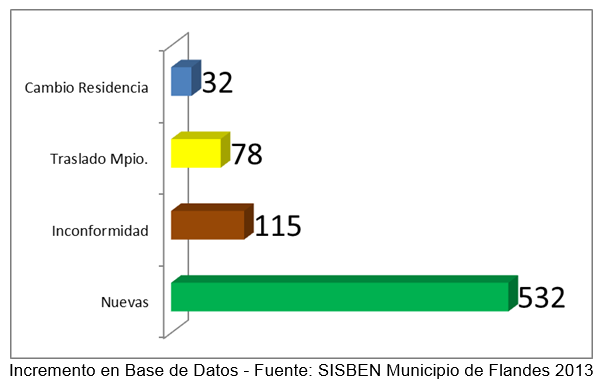 Cambio Residencia 32
Traslado Mpio. 78
Inconformidad 115
Nuevas 532
Incremento en Base de Datos - Fuente: SISBEN Municipio de Flandes 2013